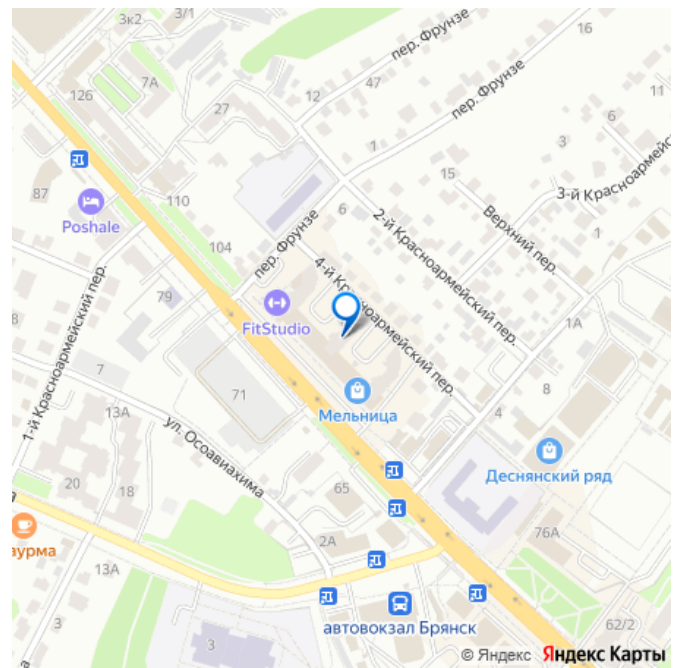 3к2
3/1
16
пер. Фрунзе
7А
47
126
12
11
27
пер. Фрунзе
6
1
3
87
110
15
3-й Красноармейск
Poshale
6
2-й Красноармейский пер.
Верхний пер.
1
104
пер. Фрунзе
4-й Красноармейский пер.
79
FitStudio
1А
1-й Красноармейский пер.
7
71
8
13А
Мельница
4
ул. Осоавиахима
Деснянский ряд
20
18
65
76А
2А
аурма
13А
3
автовокзал Брянск
62/2
3
© Яндекс Яндекс Карты